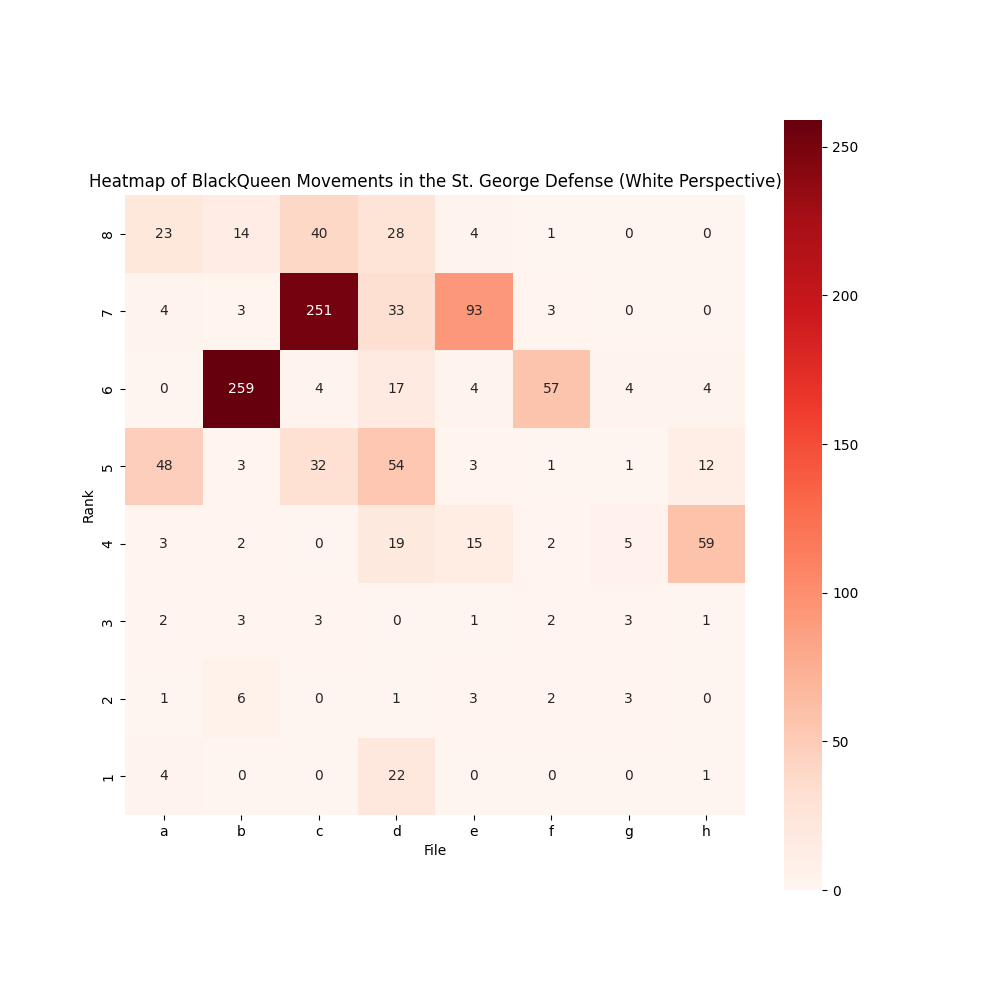 Heatmap of BlackQueen Movements in the St. George Defense (White Perspective)
250
200
150
100
50
0
Rank
8 23 14 40 28 4 1 0 0
7 4 3 251 33 93 3 0 0
6 0 259 4 17 4 57 4 4
5 48 3 32 54 3 1 1 12
4 3 2 0 19 15 2 5 59
3 2 3 3 0 1 2 3 1
2 1 6 0 1 3 2 3 0
1 4 0 0 22 0 0 0 1
a b c d e f g h
File